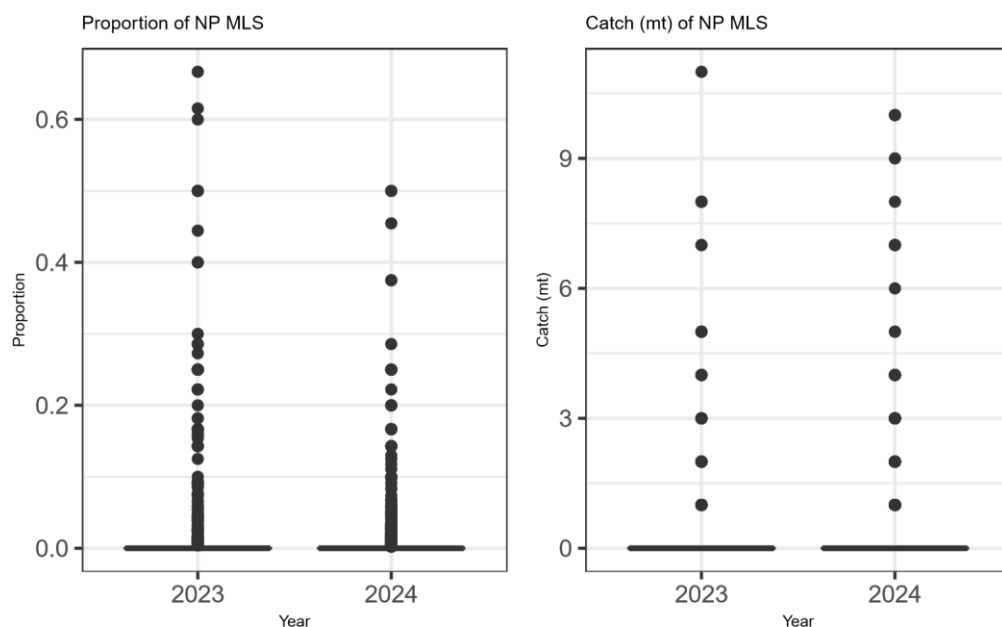 Proportion of NP MLS
Proportion
0.6
0.4
0.2
0.0
2023 2024
Year
Catch (mt) of NP MLS
Catch (mt)
9
6
3
0
2023 2024
Year